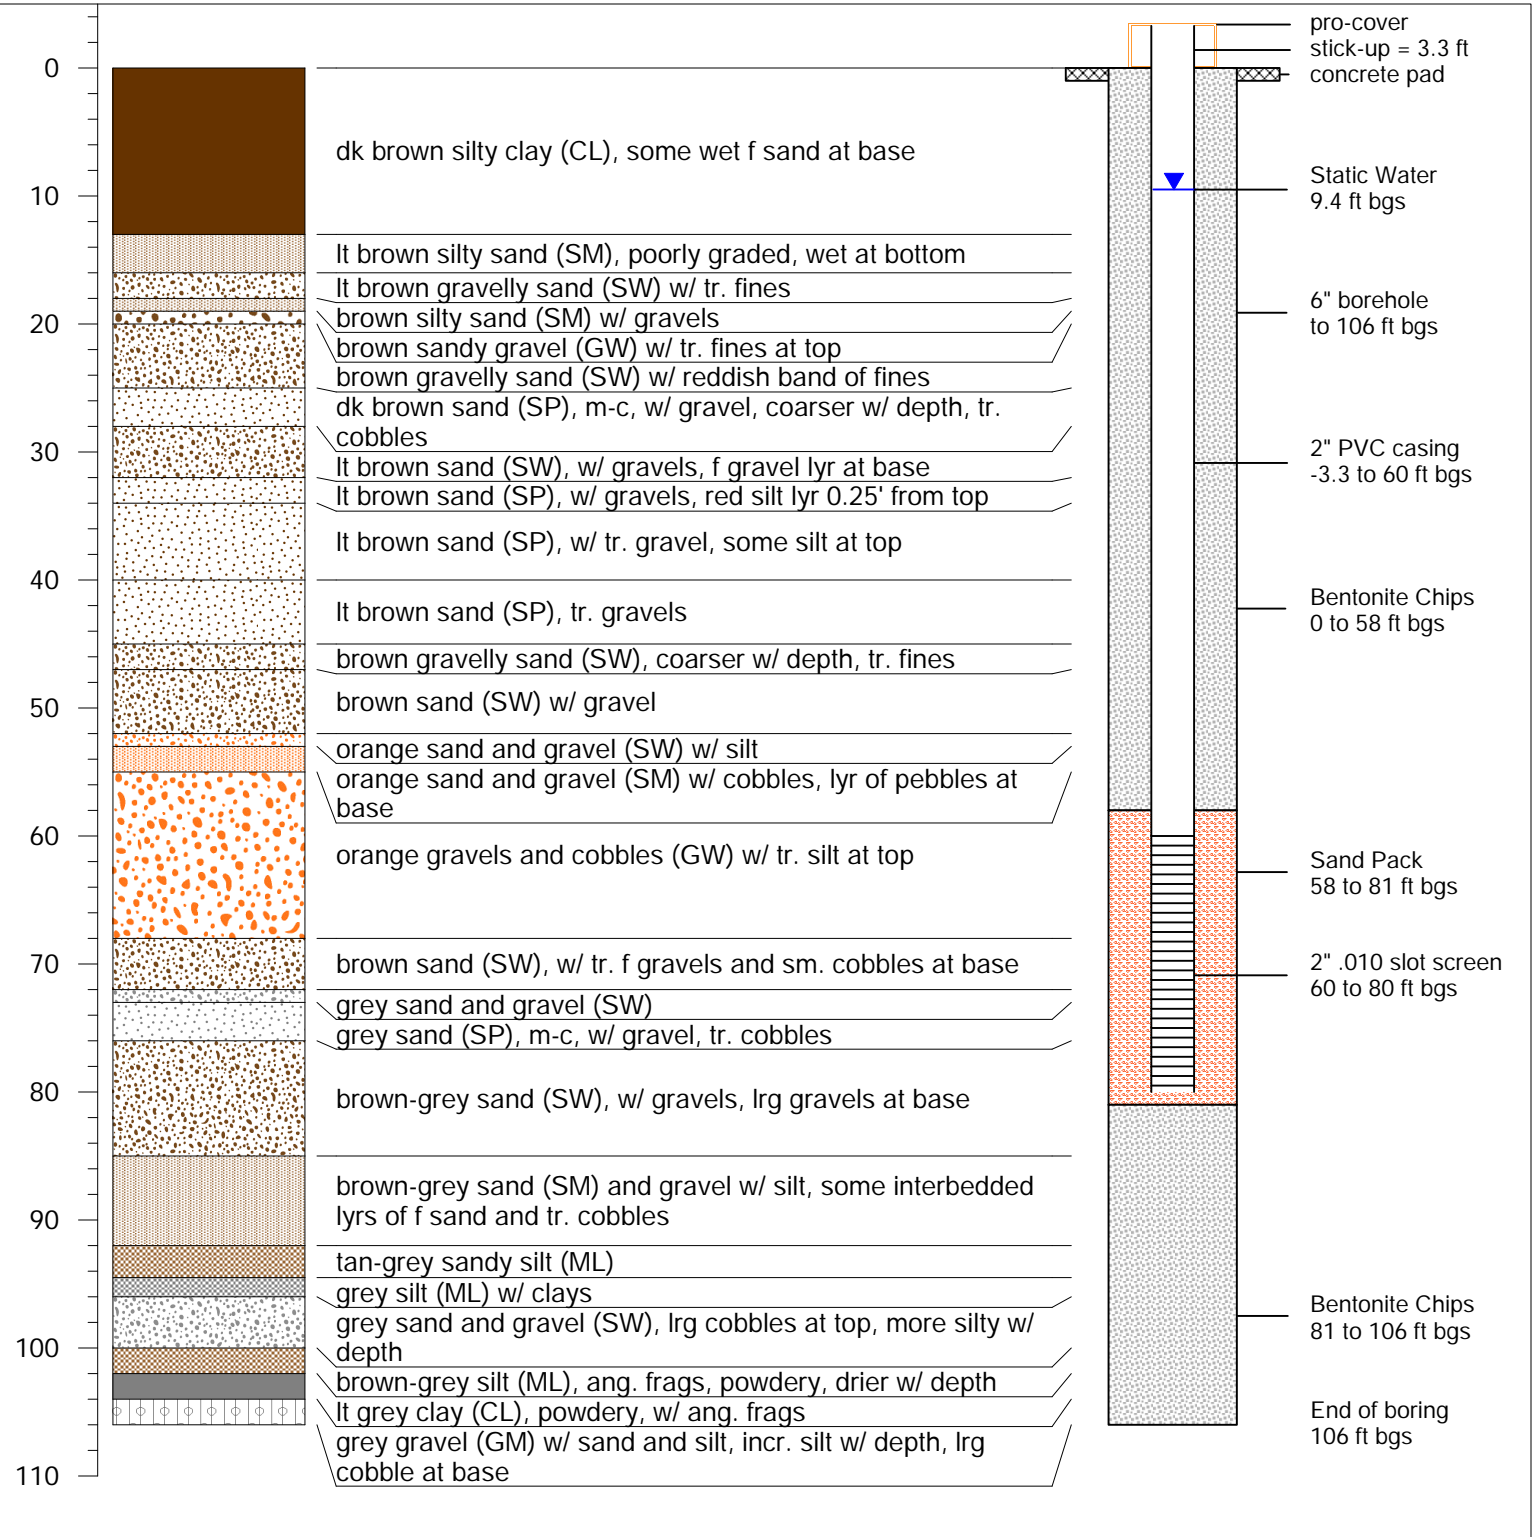 0
10
20
30
40
50
60
70
80
90
100
110
dk brown silty clay (CL), some wet f sand at base
lt brown silty sand (SM), poorly graded, wet at bottom
lt brown gravelly sand (SW) w/ tr. fines
brown silty sand (SM) w/ gravels
brown sandy gravel (GW) w/ tr. fines at top
brown gravelly sand (SW) w/ reddish band of fines
dk brown sand (SP), m-c, w/ gravel, coarser w/ depth, tr.
cobbles
lt brown sand (SW), w/ gravels, f gravel lyr at base
lt brown sand (SP), w/ gravels, red silt lyr 0.25' from top
lt brown sand (SP), w/ tr. gravel, some silt at top
lt brown sand (SP), tr. gravels
brown gravelly sand (SW), coarser w/ depth, tr. fines
brown sand (SW) w/ gravel
orange sand and gravel (SW) w/ silt
orange sand and gravel (SM) w/ cobbles, lyr of pebbles at
base
orange gravels and cobbles (GW) w/ tr. silt at top
brown sand (SW), w/ tr. f gravels and sm. cobbles at base
grey sand and gravel (SW)
grey sand (SP), m-c, w/ gravel, tr. cobbles
brown-grey sand (SW), w/ gravels, lrg gravels at base
brown-grey sand (SM) and gravel w/ silt, some interbedded
lyrs of f sand and tr. cobbles
tan-grey sandy silt (ML)
grey silt (ML) w/ clays
grey sand and gravel (SW), lrg cobbles at top, more silty w/
depth
brown-grey silt (ML), ang. frags, powdery, drier w/ depth
lt grey clay (CL), powdery, w/ ang. frags
grey gravel (GM) w/ sand and silt, incr. silt w/ depth, lrg
cobble at base
pro-cover
stick-up = 3.3 ft
concrete pad
Static Water
9.4 ft bgs
6" borehole
to 106 ft bgs
2" PVC casing
-3.3 to 60 ft bgs
Bentonite Chips
0 to 58 ft bgs
Sand Pack
58 to 81 ft bgs
2" .010 slot screen
60 to 80 ft bgs
Bentonite Chips
81 to 106 ft bgs
End of boring
106 ft bgs